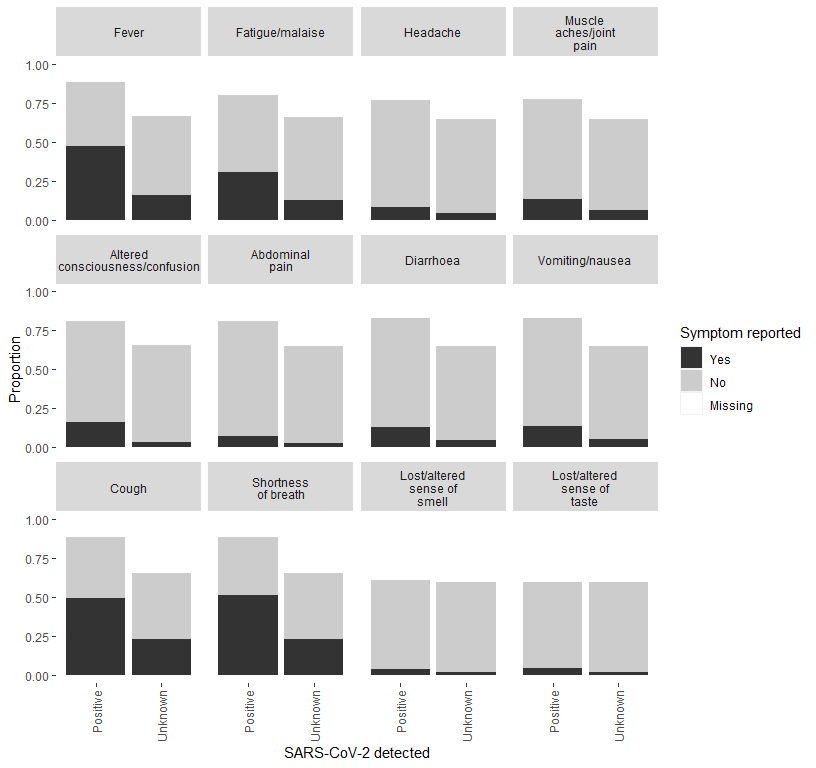 Fever
Fatigue/malaise
Headache
Muscle
aches/joint
pain
1.00
0.75
0.50
0.25
0.00
Altered
consciousness/confusion
Abdominal
pain
Diarrhoea
Vomiting/nausea
1.00
0.75
0.50
0.25
0.00
Proportion
Cough
Shortness
of breath
Lost/altered
sense of
smell
Lost/altered
sense of
taste
1.00
0.75
0.50
0.25
0.00
Positive
Unknown
Positive
Unknown
Positive
Unknown
Positive
Unknown
SARS-CoV-2 detected
Symptom reported
Yes
No
Missing